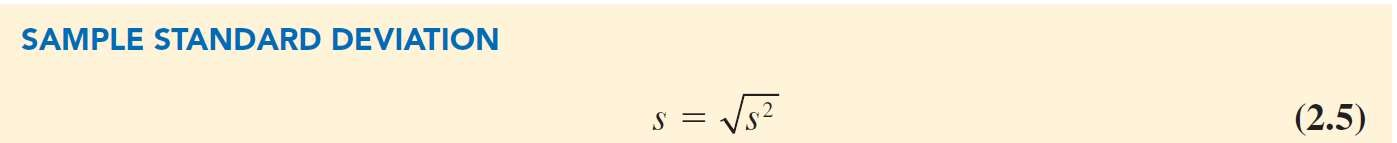 SAMPLE STANDARD DEVIATION
s = √s² (2.5)